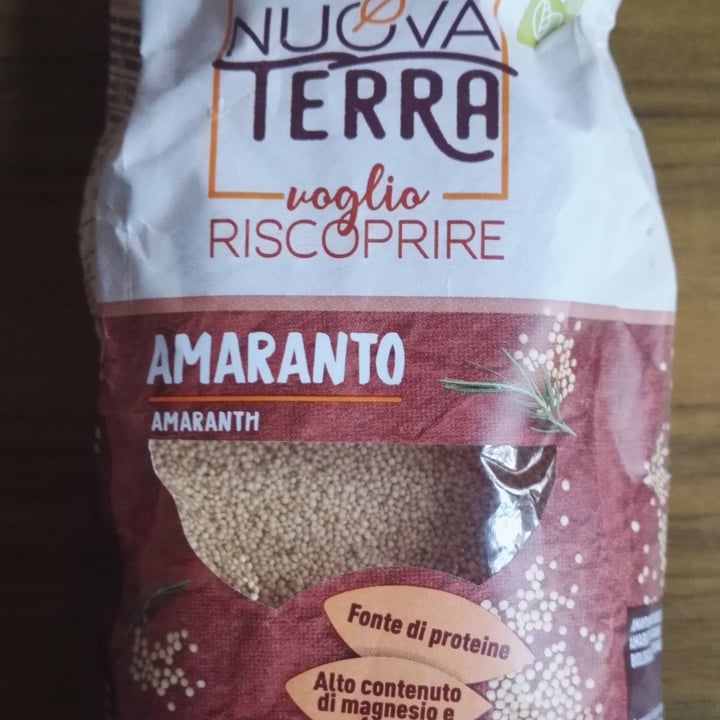 NUOVA
TERRA
voglio
RISCOPRIRE
AMARANTO
AMARANTH
Fonte di proteine
Alto contenuto
di magnesio e